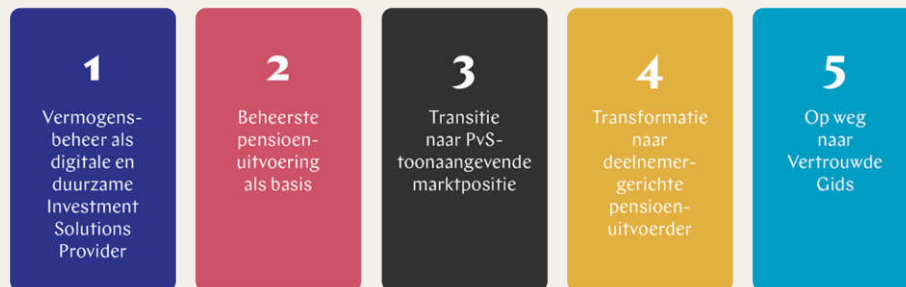 1
Vermogens-
beheer als
digitale en
duurzame
Investment
Solutions
Provider
2
Beheerste
pensioen-
uitvoering
als basis
3
Transitie
naar PvS-
toonaangevende
marktpositie
4
Transformatie
naar
deelnemer-
gerichte
pensioen-
uitvoerder
5
Op weg
naar
Vertrouwde
Gids